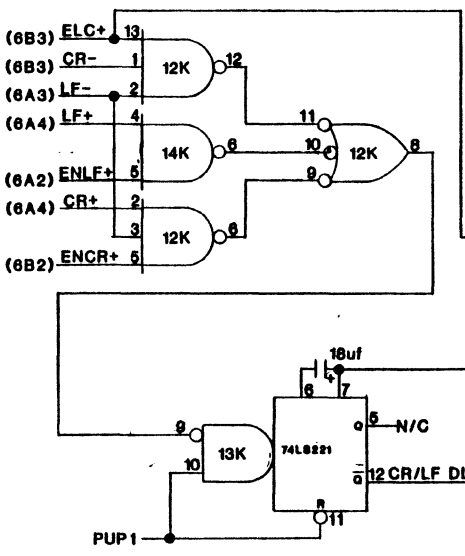 (6B3) ELC+ 13
12
(6B3) CR- 1
12K
(6A3) LF- 2
(6A4) LF+ 4
11
14K
6
10
12K
8
(6A2) ENLF+ 5
9
(6A4) CR+ 2
6
3
12K
(6B2) ENCR+ 5
18uf
+
6 7
9
Q 5 N/C
13K
74LS221
10
Q 12 CR/LF DL
R
11
PUP1